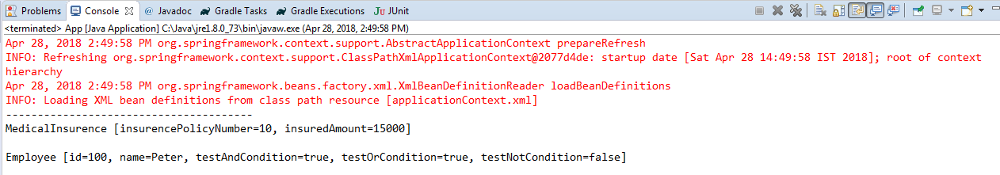 Problems Console @ Javadoc Gradle Tasks Gradle Executions JU JUnit
<terminated> App [Java Application] C:\Java\jre1.8.0_73\bin\javaw.exe (Apr 28, 2018, 2:49:58 PM)
Apr 28, 2018 2:49:58 PM org.springframework.context.support.AbstractApplicationContext prepareRefresh
INFO: Refreshing org.springframework.context.support.ClassPathXmlApplicationContext@2077d4de: startup date [Sat Apr 28 14:49:58 IST 2018]; root of context
hierarchy
Apr 28, 2018 2:49:58 PM org.springframework.beans.factory.xml.XmlBeanDefinitionReader loadBeanDefinitions
INFO: Loading XML bean definitions from class path resource [applicationContext.xml]
---------------------------------------
MedicalInsurence [insurencePolicyNumber=10, insuredAmount=15000]
Employee [id=100, name=Peter, testAndCondition=true, testOrCondition=true, testNotCondition=false]